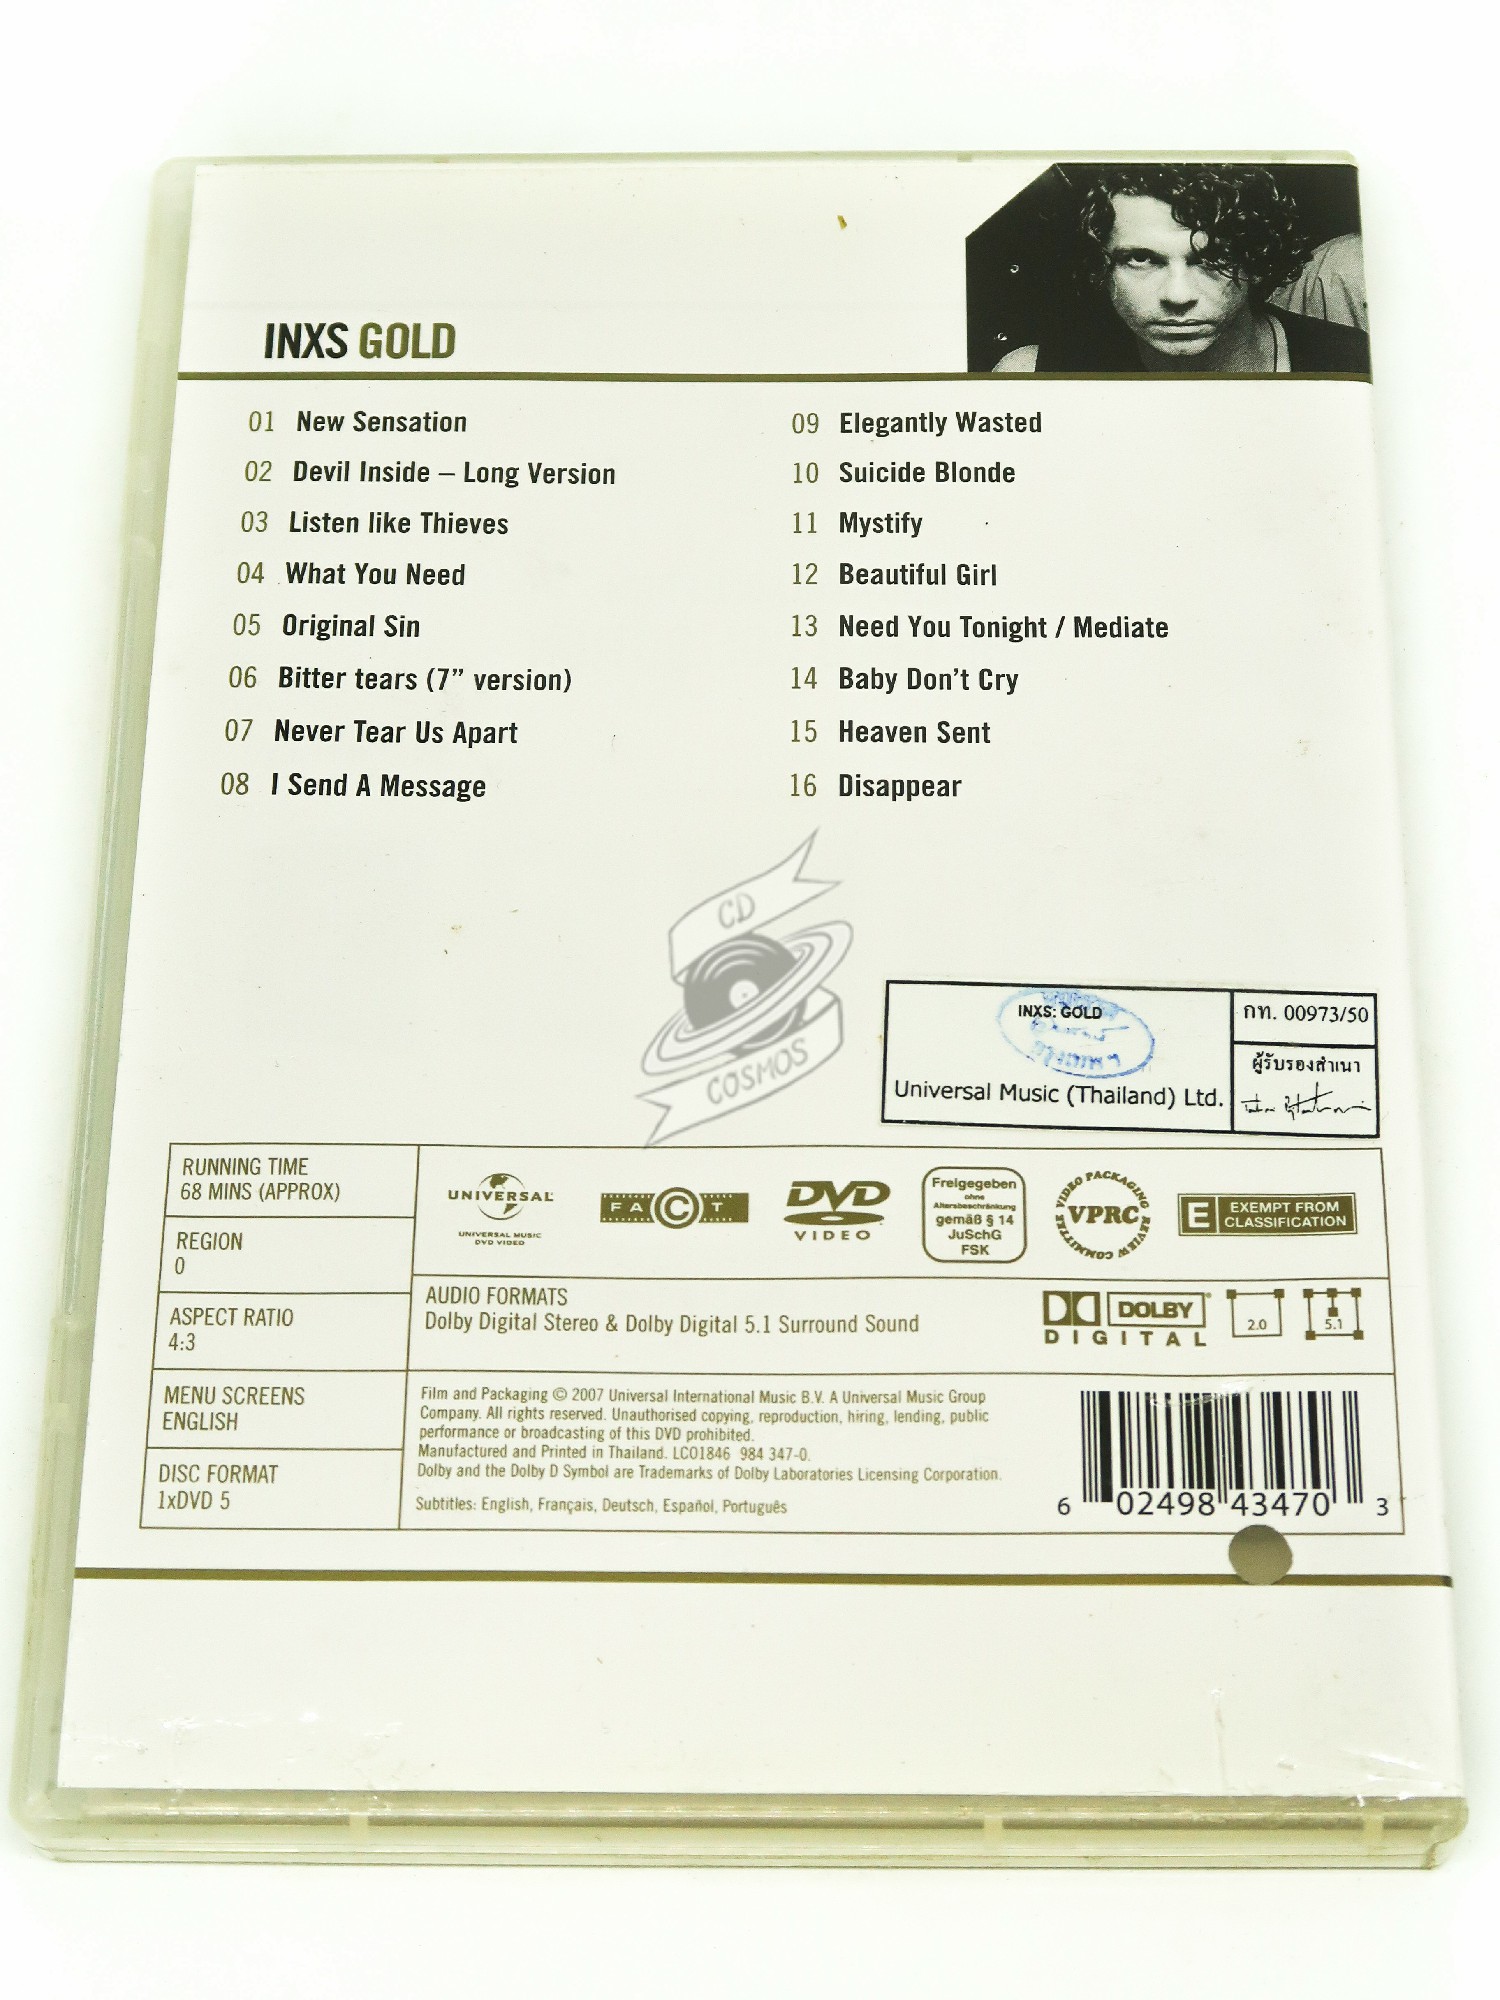 INXS GOLD
01 New Sensation
02 Devil Inside – Long Version
03 Listen like Thieves
04 What You Need
05 Original Sin
06 Bitter tears (7” version)
07 Never Tear Us Apart
08 I Send A Message
09 Elegantly Wasted
10 Suicide Blonde
11 Mystify
12 Beautiful Girl
13 Need You Tonight / Mediate
14 Baby Don’t Cry
15 Heaven Sent
16 Disappear
CD
COSMOS
INXS: GOLD
Universal Music (Thailand) Ltd.
กท. 00973/50
ผู้รับรองสำเนา
RUNNING TIME
68 MINS (APPROX)
REGION
0
ASPECT RATIO
4:3
MENU SCREENS
ENGLISH
DISC FORMAT
1xDVD 5
UNIVERSAL
UNIVERSAL MUSIC
DVD VIDEO
FACT
DVD
VIDEO
Freigegeben
ohne
Altersbeschränkung
gemäß § 14
JuSchG
FSK
VIDEO PACKAGING REVIEW COMMITTEE
VPRC
E EXEMPT FROM
CLASSIFICATION
AUDIO FORMATS
Dolby Digital Stereo & Dolby Digital 5.1 Surround Sound
DOLBY
DIGITAL
2.0
5.1
Film and Packaging © 2007 Universal International Music B.V. A Universal Music Group
Company. All rights reserved. Unauthorised copying, reproduction, hiring, lending, public
performance or broadcasting of this DVD prohibited.
Manufactured and Printed in Thailand. LC01846 984 347-0.
Dolby and the Dolby D Symbol are Trademarks of Dolby Laboratories Licensing Corporation.
Subtitles: English, Français, Deutsch, Español, Português
6 02498 43470 3